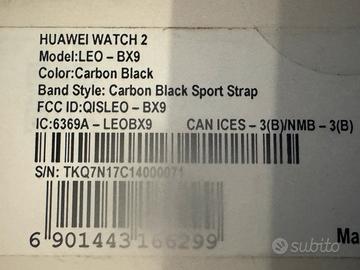 HUAWEI WATCH 2
Model:LEO – BX9
Color:Carbon Black
Band Style: Carbon Black Sport Strap
FCC ID:QISLEO – BX9
IC:6369A – LEOBX9 CAN ICES – 3(B)/NMB – 3(B)
S/N: TKQ7N17C14000071
6 901443 166299
Ma
subito